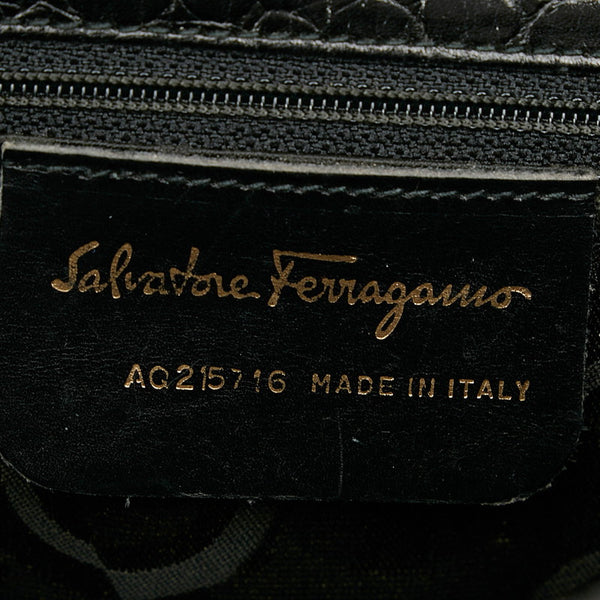 Salvatore Ferragamo
AQ215716 MADE IN ITALY